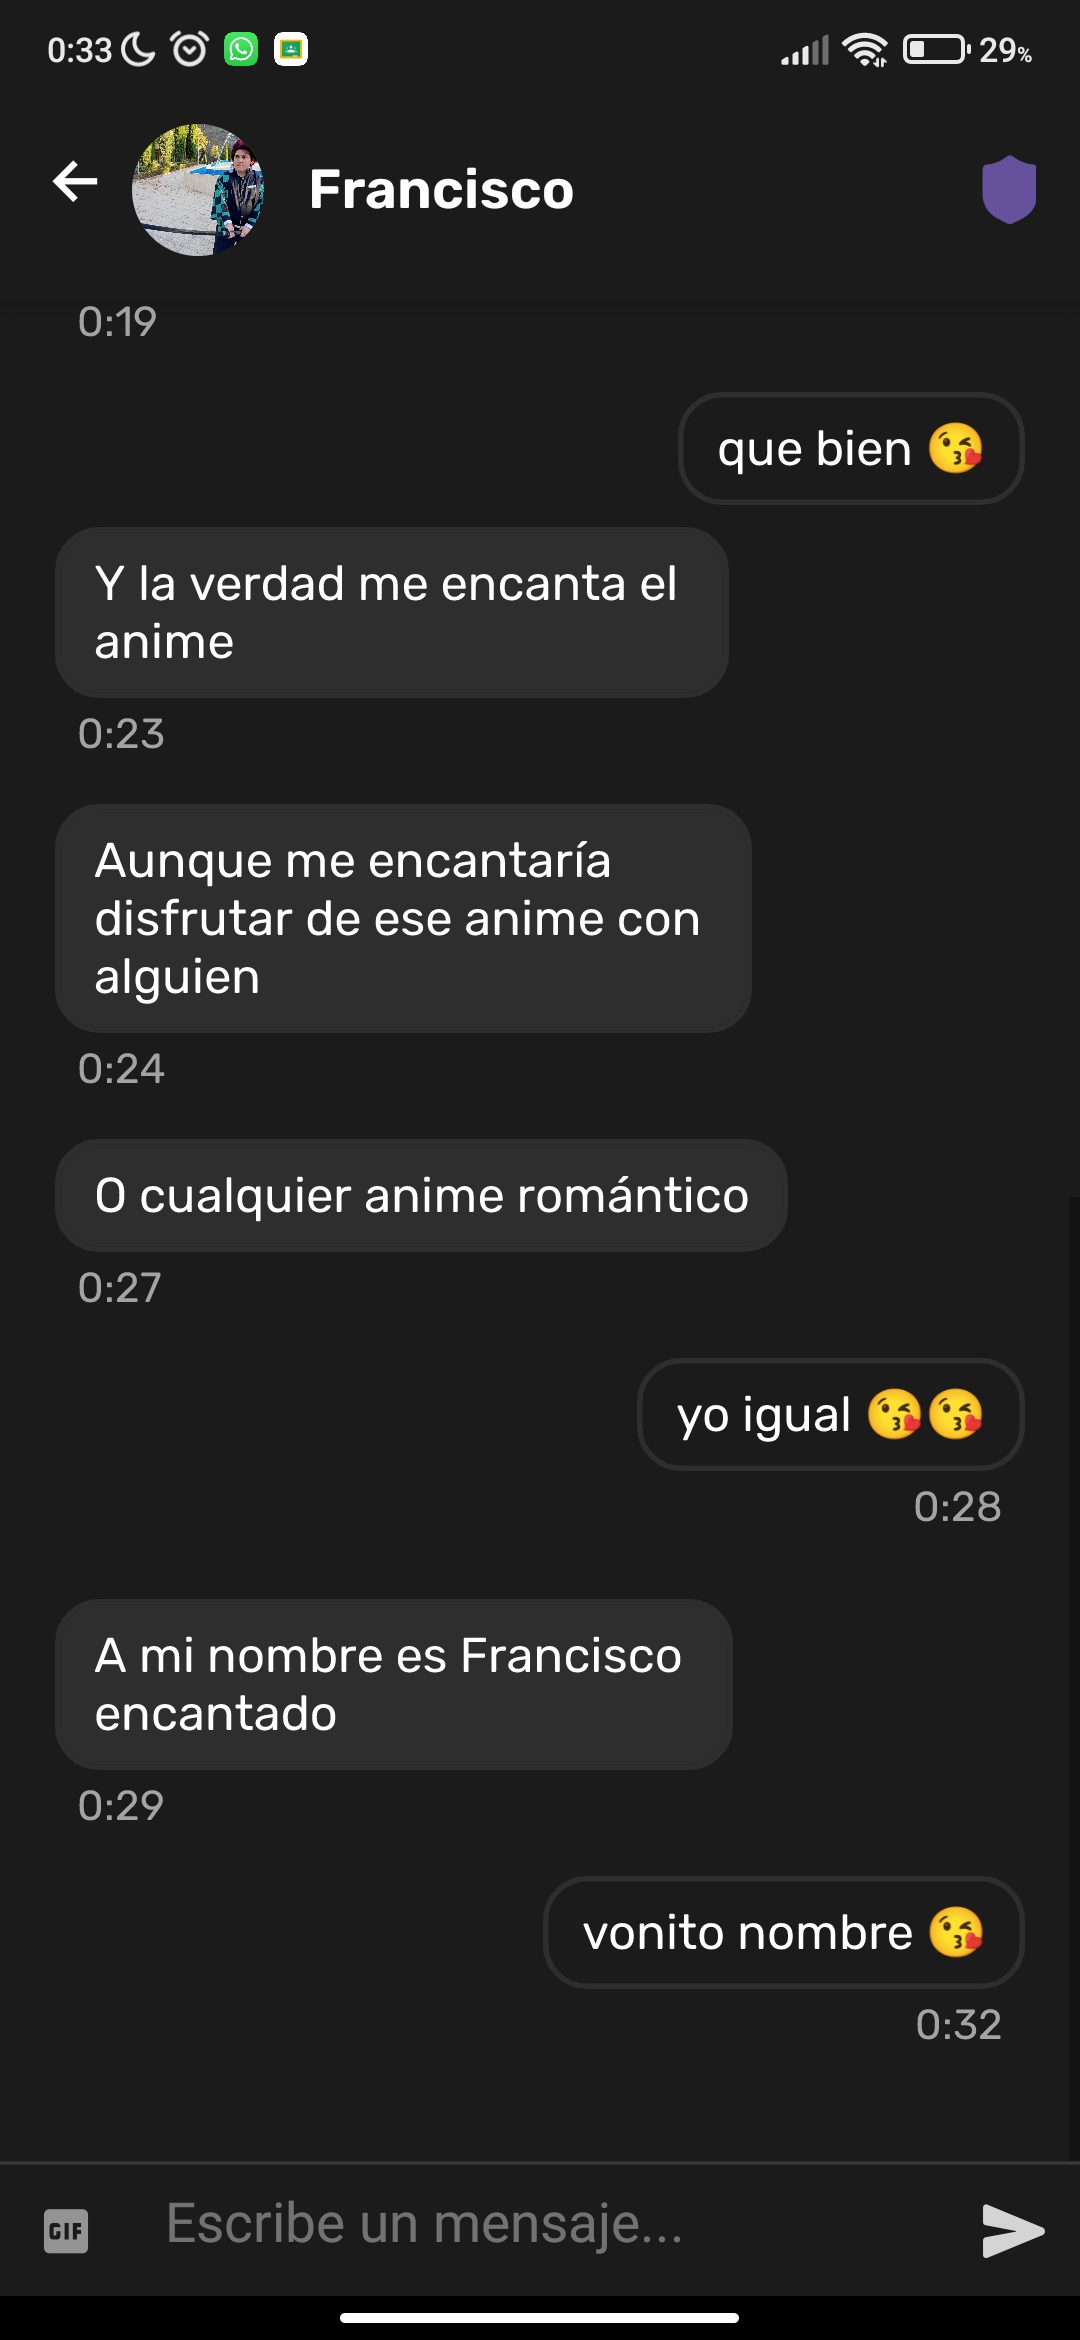 0:33 29%
Francisco
0:19
que bien 😘
Y la verdad me encanta el
anime
0:23
Aunque me encantaría
disfrutar de ese anime con
alguien
0:24
O cualquier anime romántico
0:27
yo igual 😘😘
0:28
A mi nombre es Francisco
encantado
0:29
vonito nombre 😘
0:32
GIF Escribe un mensaje...